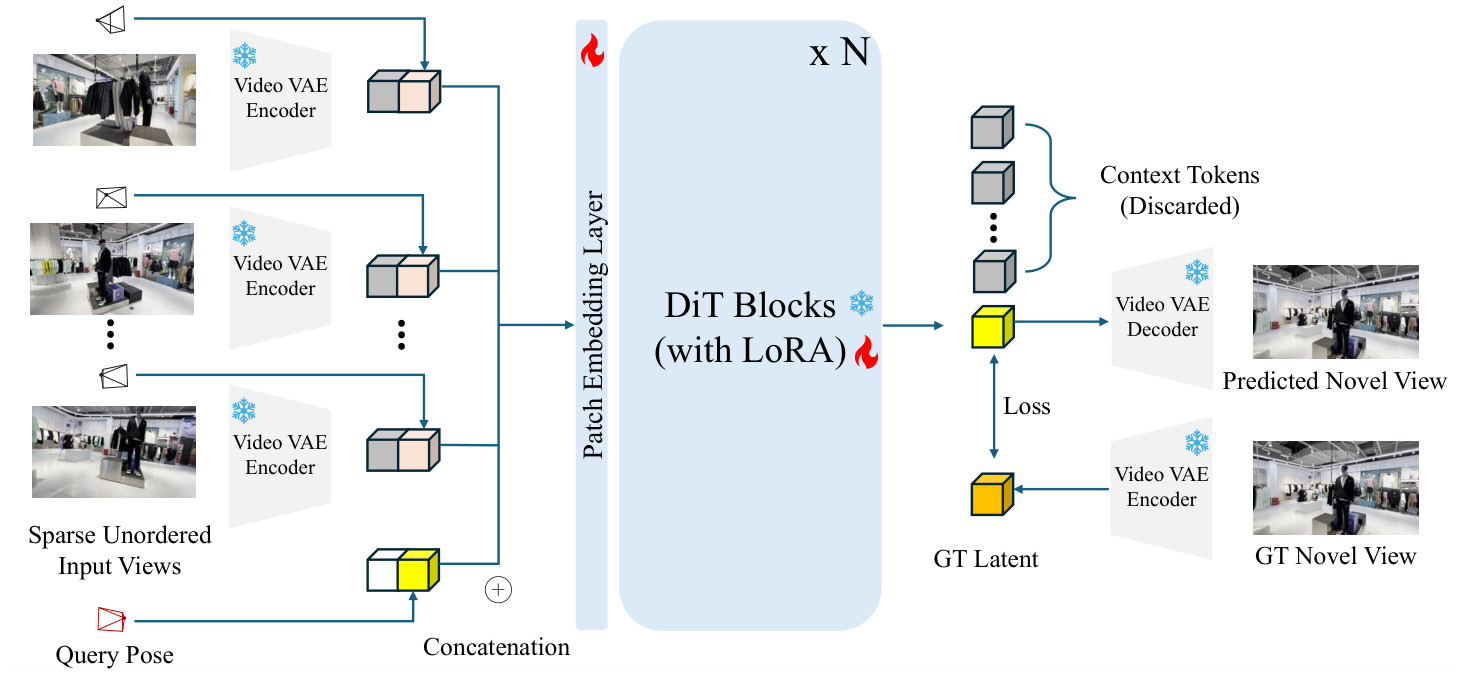 Video VAE
Encoder
Video VAE
Encoder
Video VAE
Encoder
Sparse Unordered
Input Views
Query Pose
Concatenation
Patch Embedding Layer
x N
DiT Blocks
(with LoRA)
Context Tokens
(Discarded)
Video VAE
Decoder
Predicted Novel View
Loss
Video VAE
Encoder
GT Latent
GT Novel View